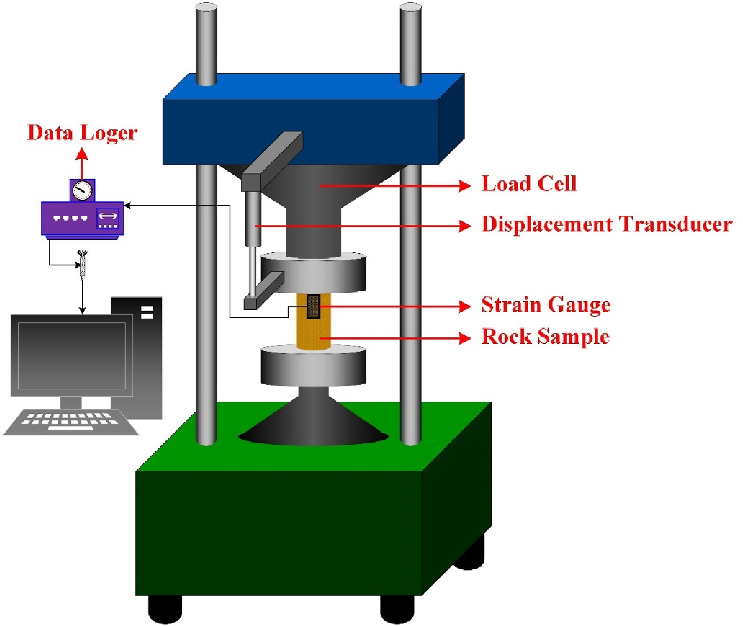 Data Loger
Load Cell
Displacement Transducer
Strain Gauge
Rock Sample